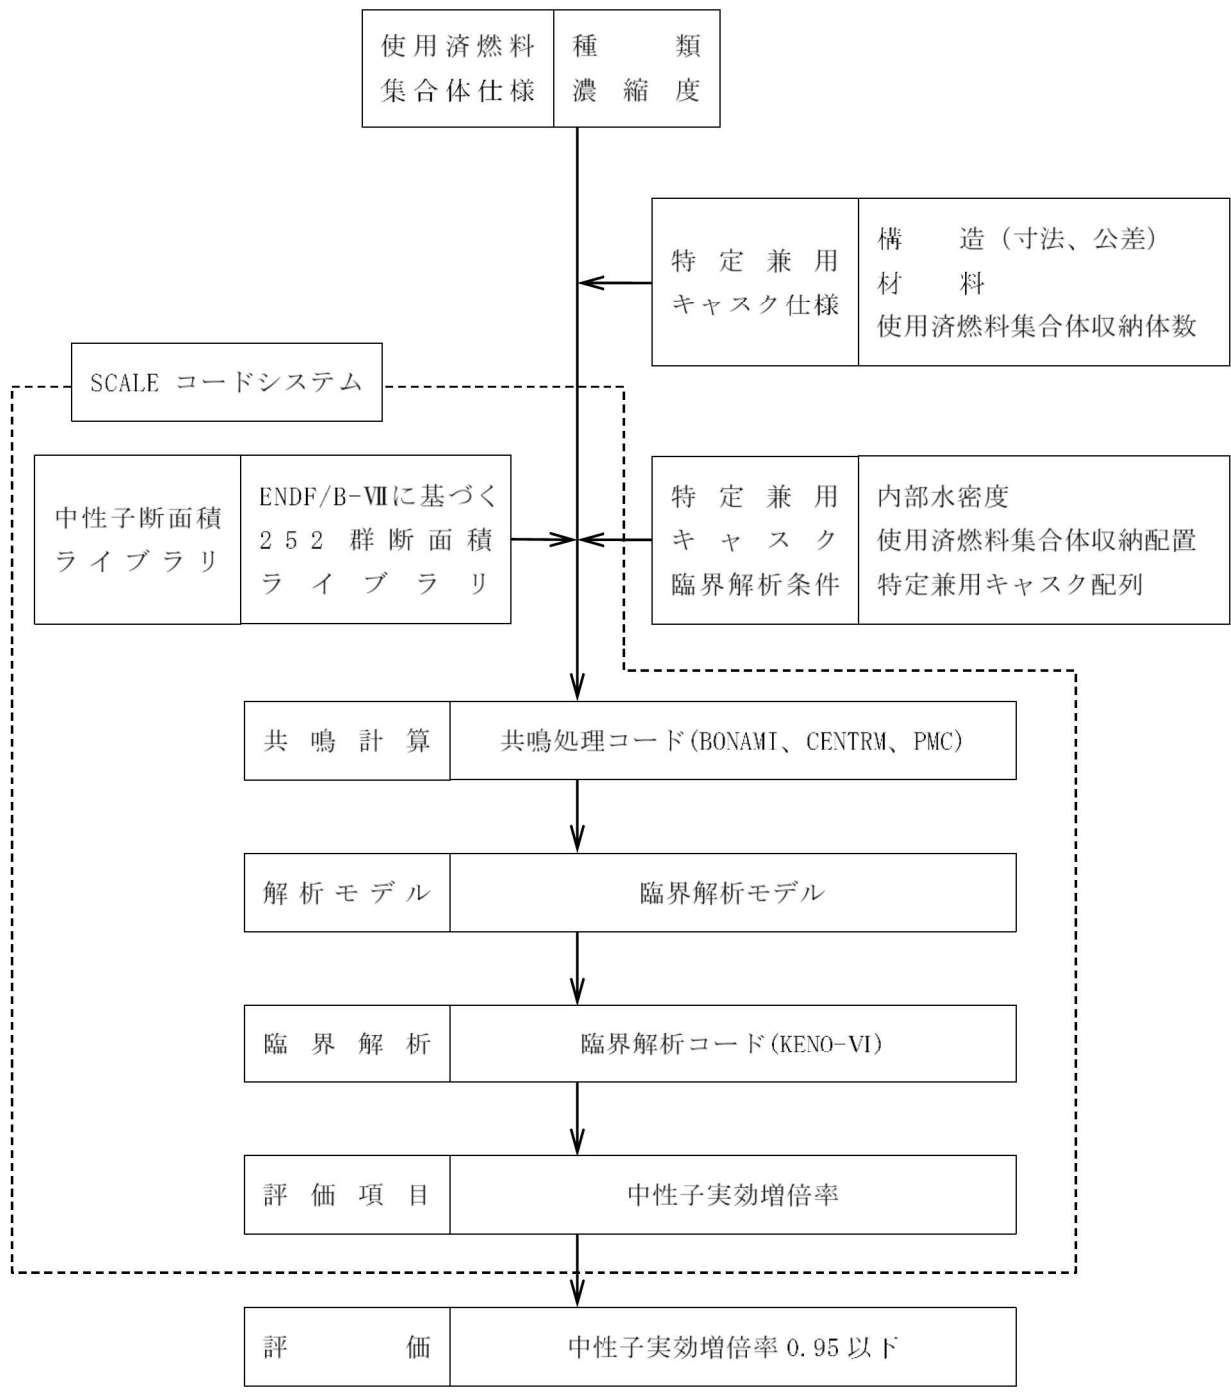 使用済燃料
集合体仕様
種類
濃縮度
特定兼用
キャスク仕様
構造(寸法、公差)
材料
使用済燃料集合体収納体数
SCALE コードシステム
中性子断面積
ライブラリ
ENDF/B-Ⅶに基づく
252群断面積
ライブラリ
特定兼用
キャスク
臨界解析条件
内部水密度
使用済燃料集合体収納配置
特定兼用キャスク配列
共鳴計算
共鳴処理コード(BONAMI、CENTRM、PMC)
解析モデル
臨界解析モデル
臨界解析
臨界解析コード(KENO-Ⅵ)
評価項目
中性子実効増倍率
評価
中性子実効増倍率 0.95 以下